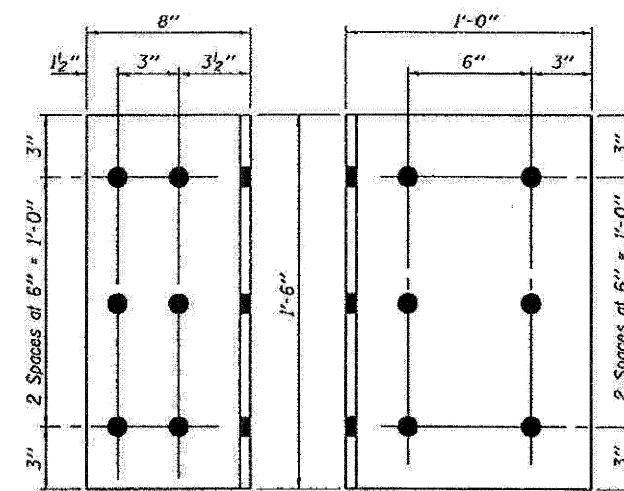 8"
1'-0"
1½" 3" 3½"
6" 3"
3"
2 Spaces at 6" = 1'-0"
3"
1'-6"
3"
2 Spaces at 6" = 1'-0"
3"